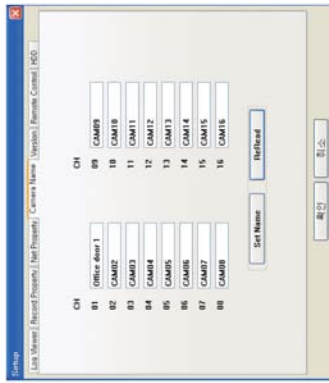 Setup
Log Viewer Record Property Net Property Camera Name Version Remote Control HDD
CH CH
01 Office door 1 09 CAM09
02 CAM02 10 CAM10
03 CAM03 11 CAM11
04 CAM04 12 CAM12
05 CAM05 13 CAM13
06 CAM06 14 CAM14
07 CAM07 15 CAM15
08 CAM08 16 CAM16
Set Name ReRead
확인 취소